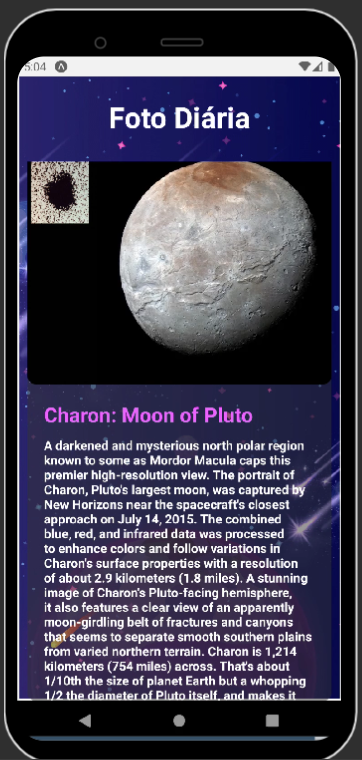 5:04
Foto Diária
Charon: Moon of Pluto
A darkened and mysterious north polar region
known to some as Mordor Macula caps this
premier high-resolution view. The portrait of
Charon, Pluto's largest moon, was captured by
New Horizons near the spacecraft's closest
approach on July 14, 2015. The combined
blue, red, and infrared data was processed
to enhance colors and follow variations in
Charon's surface properties with a resolution
of about 2.9 kilometers (1.8 miles). A stunning
image of Charon's Pluto-facing hemisphere,
it also features a clear view of an apparently
moon-girdling belt of fractures and canyons
that seems to separate smooth southern plains
from varied northern terrain. Charon is 1,214
kilometers (754 miles) across. That's about
1/10th the size of planet Earth but a whopping
1/2 the diameter of Pluto itself, and makes it